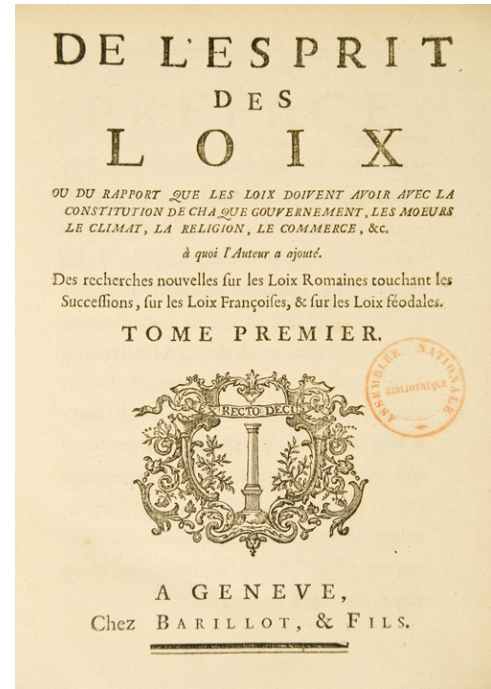 DE L'ESPRIT
DES
LOIX
OU DU RAPPORT QUE LES LOIX DOIVENT AVOIR AVEC LA
CONSTITUTION DE CHAQUE GOUVERNEMENT, LES MOEURS
LE CLIMAT, LA RELIGION, LE COMMERCE, &c.
à quoi l'Auteur a ajouté.
Des recherches nouvelles ſur les Loix Romaines touchant les
Succeſſions, ſur les Loix Françoiſes, & ſur les Loix féodales.
TOME PREMIER.
ASSEMBLÉE NATIONALE
BIBLIOTHÈQUE
EX RECTO DECUS
A GENEVE,
Chez BARILLOT, & FILS.